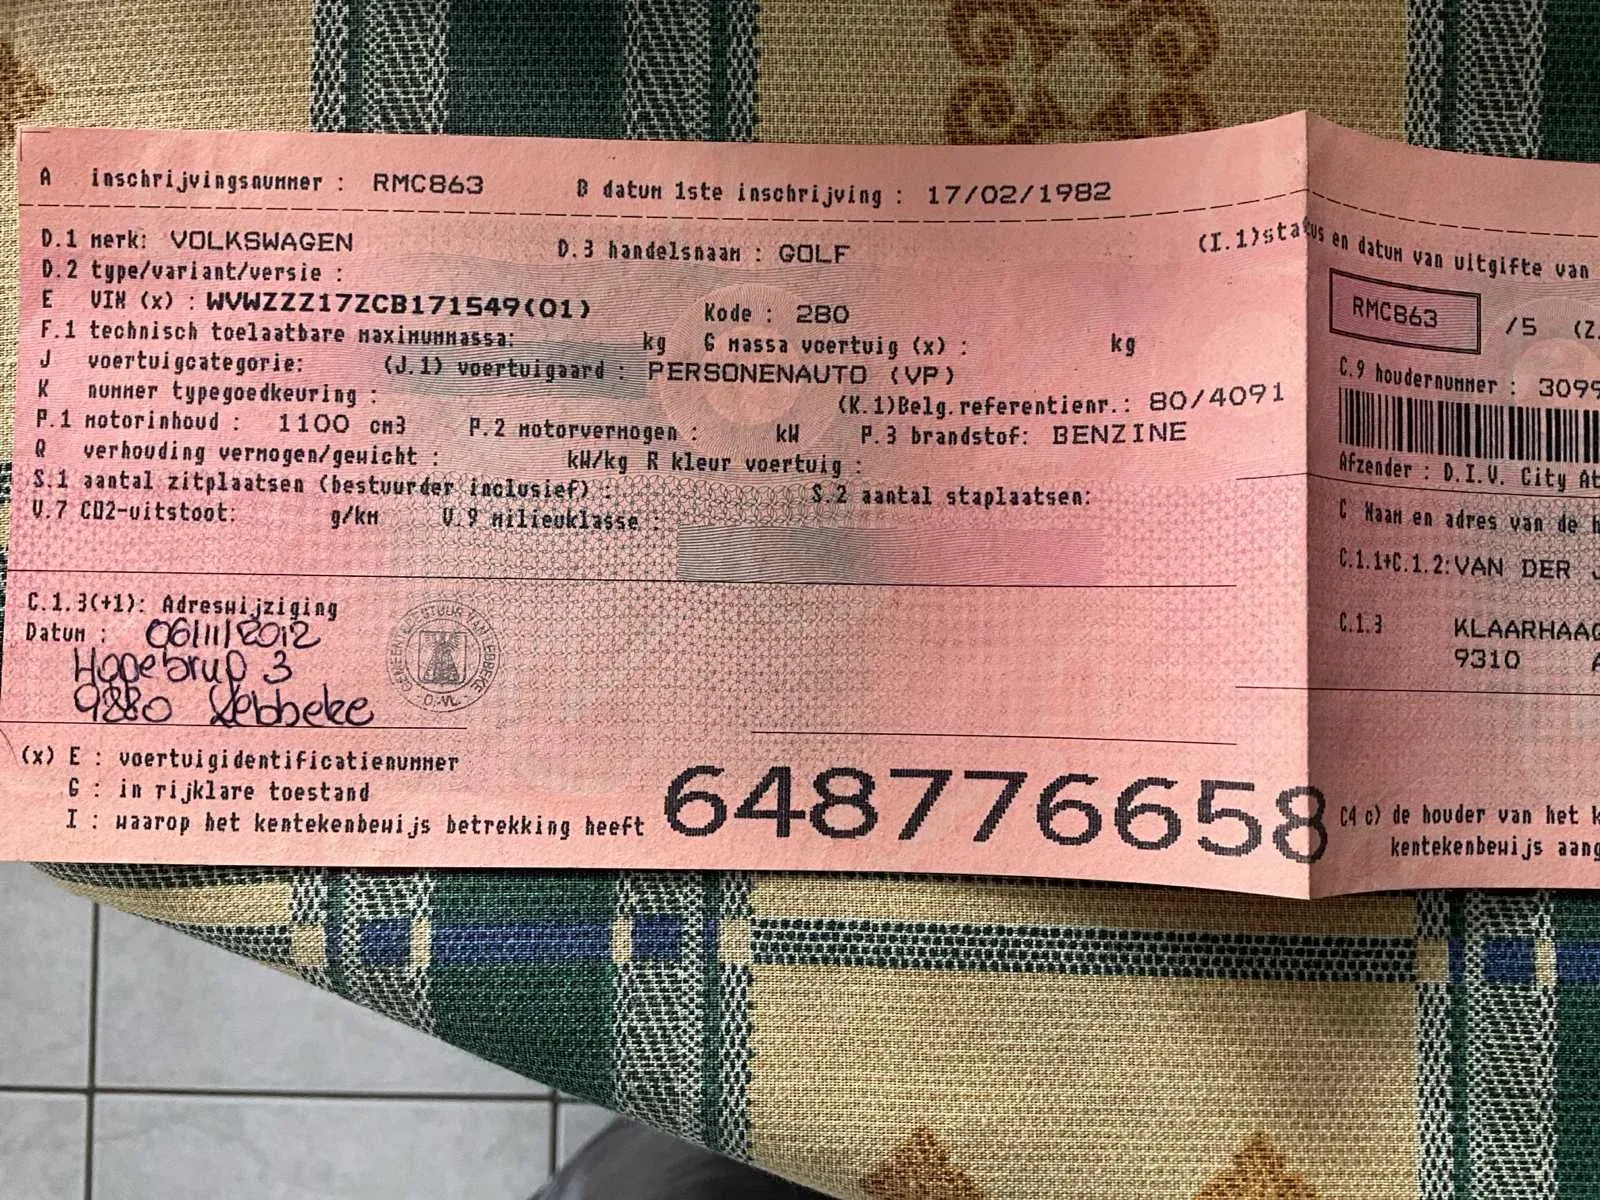 A inschrijvingsnummer : RMC863 B datum 1ste inschrijving : 17/02/1982
D.1 merk: VOLKSWAGEN D.3 handelsnaam : GOLF
D.2 type/variant/versie :
E VIN (x) : WVWZZZ17ZCB171549(01) Kode : 280
F.1 technisch toelaatbare maximummassa: kg G massa voertuig (x) : kg
J voertuigcategorie: (J.1) voertuigaard : PERSONENAUTO (VP)
K nummer typegoedkeuring : (K.1)Belg.referentienr.: 80/4091
P.1 motorinhoud : 1100 cm3 P.2 motorvermogen : kW P.3 brandstof: BENZINE
Q verhouding vermogen/gewicht : kW/kg R kleur voertuig :
S.1 aantal zitplaatsen (bestuurder inclusief) : S.2 aantal staplaatsen:
V.7 CO2-uitstoot: g/km V.9 milieuklasse :
C.1.3(+1): Adreswijziging
Datum : 06/11/2012
3
9280 Lebbeke
GEMEENTEBESTUUR VAN LEBBEKE
O.-VL.
(x) E : voertuigidentificatienummer
G : in rijklare toestand
I : waarop het kentekenbewijs betrekking heeft
648776658
(I.1)status en datum van uitgifte van
RMC863 /5 (Z.
C.9 houdernummer : 3099
Afzender : D.I.V. City At
C Naam en adres van de h
C.1.1+C.1.2:VAN DER J
C.1.3 KLAARHAAG
9310 A
C4 c) de houder van het k
kentekenbewijs aang